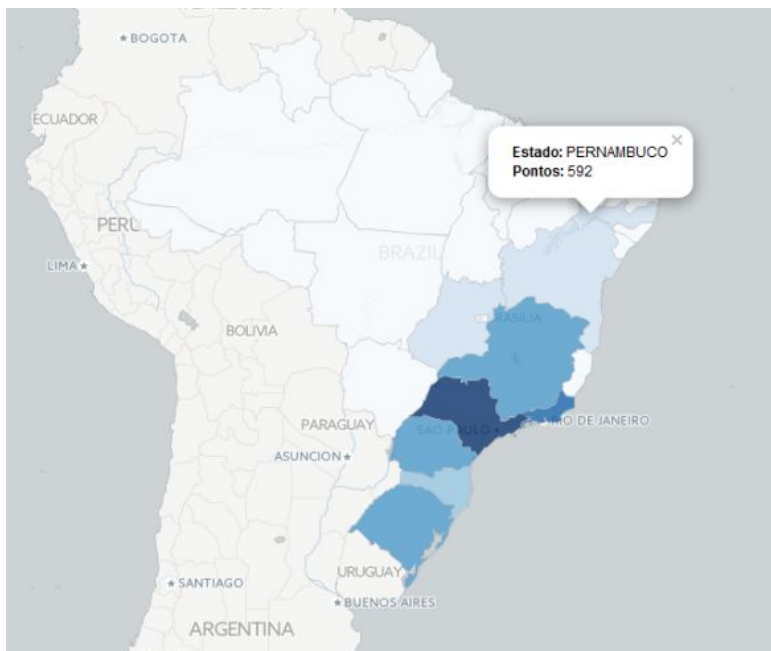 BOGOTA
ECUADOR
Estado: PERNAMBUCO
Pontos: 592
PERU
BRAZIL
LIMA
BOLIVIA
RASILIA
PARAGUAY
SAO PAULO
RIO DE JANEIRO
ASUNCION
URUGUAY
SANTIAGO
BUENOS AIRES
ARGENTINA